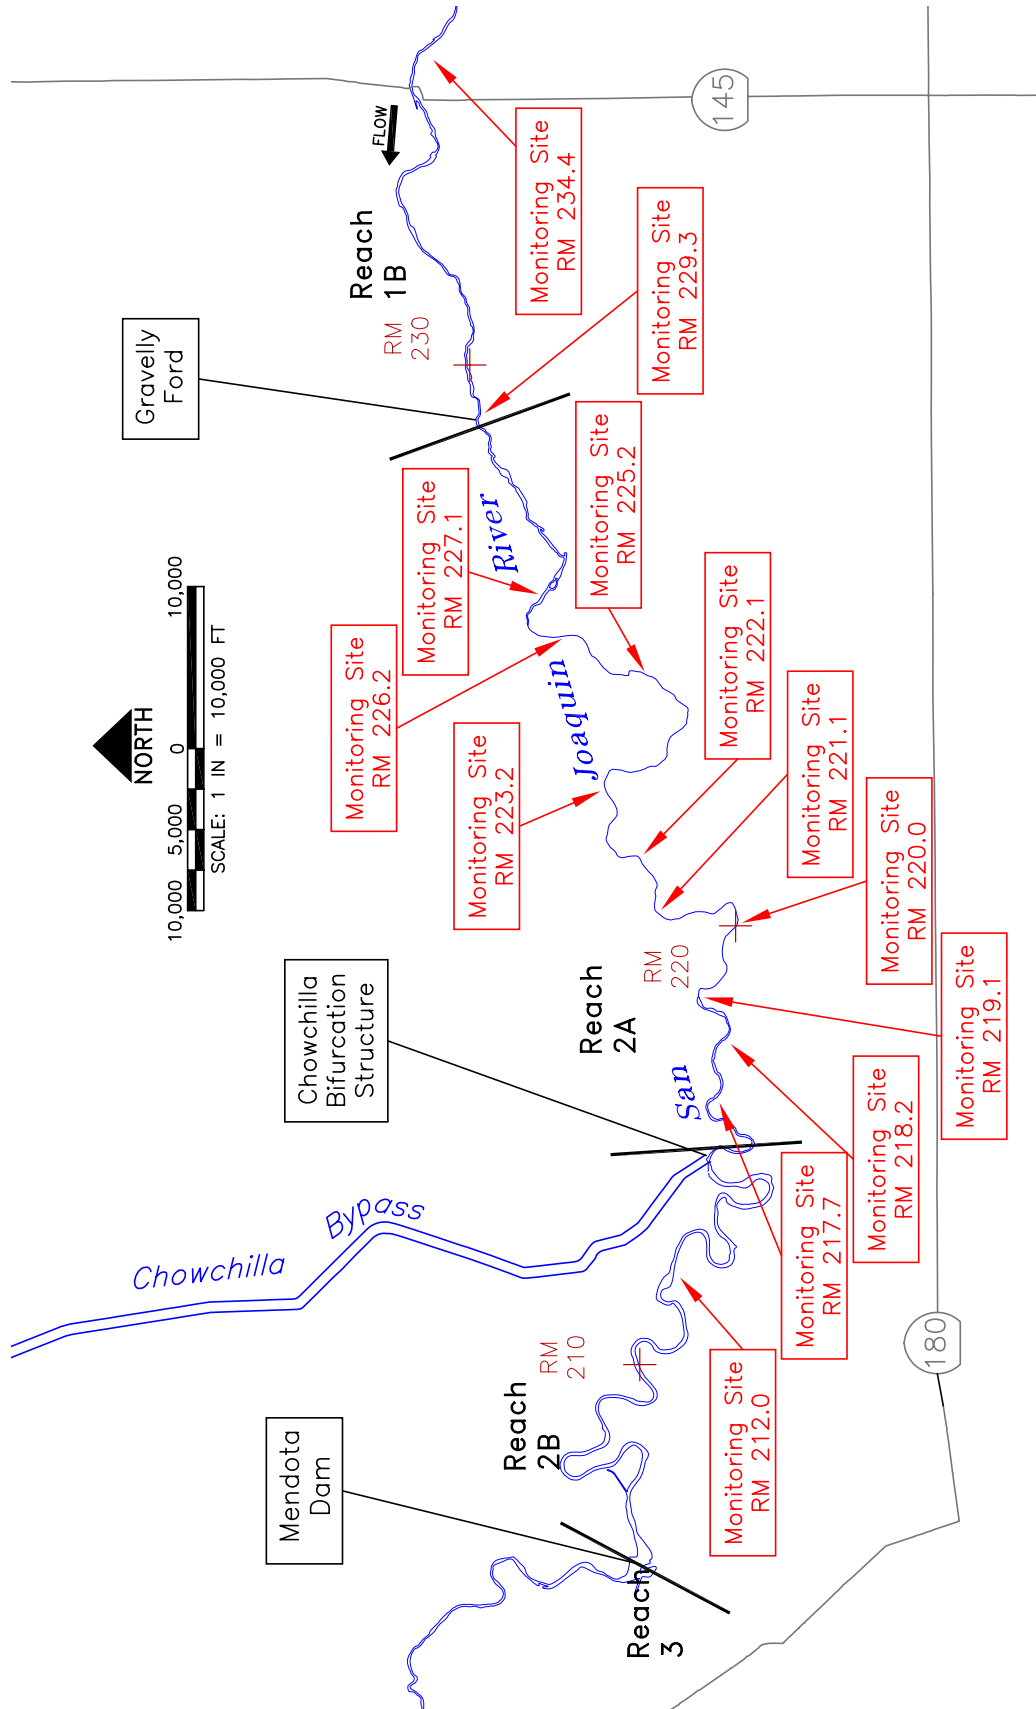 Mendota
Dam
Chowchilla
Bifurcation
Structure
Gravelly
Ford
NORTH
10,000
5,000
0
10,000
SCALE: 1 IN = 10,000 FT
Chowchilla
Bypass
FLOW
Reach
1B
Reach
2A
Reach
2B
Reach
3
RM
230
RM
220
RM
210
San
Joaquin
River
145
180
Monitoring Site
RM 234.4
Monitoring Site
RM 229.3
Monitoring Site
RM 227.1
Monitoring Site
RM 226.2
Monitoring Site
RM 225.2
Monitoring Site
RM 223.2
Monitoring Site
RM 222.1
Monitoring Site
RM 221.1
Monitoring Site
RM 220.0
Monitoring Site
RM 219.1
Monitoring Site
RM 218.2
Monitoring Site
RM 217.7
Monitoring Site
RM 212.0